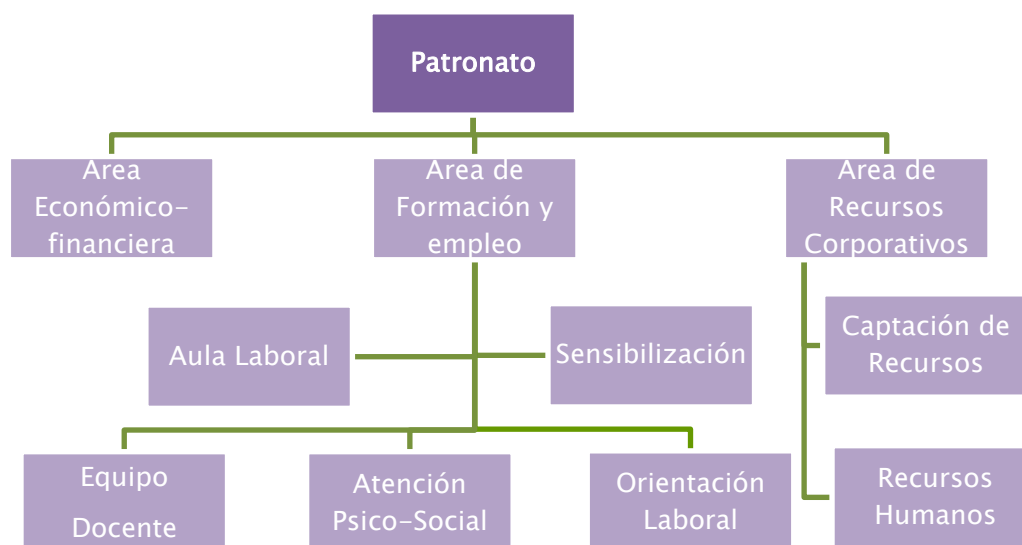 Patronato
Area
Económico-
financiera
Area de
Formación y
empleo
Area de
Recursos
Corporativos
Aula Laboral
Sensibilización
Captación de
Recursos
Equipo
Docente
Atención
Psico-Social
Orientación
Laboral
Recursos
Humanos